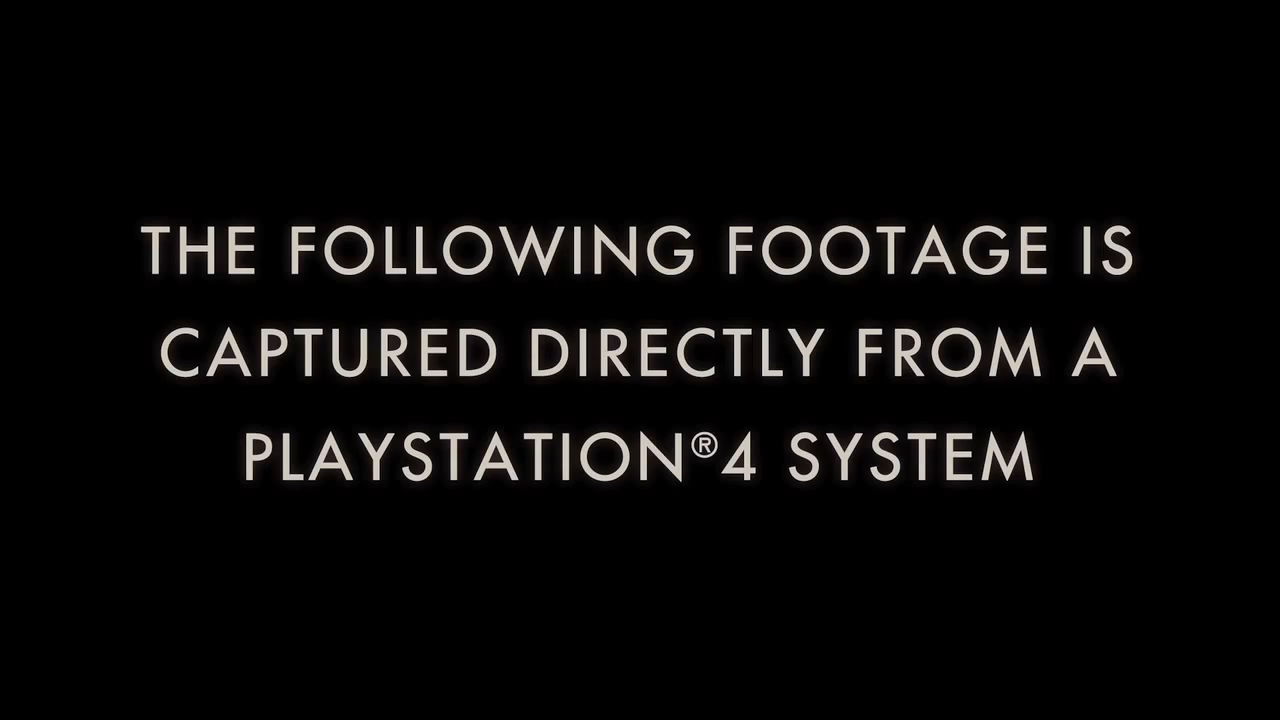 THE FOLLOWING FOOTAGE IS
CAPTURED DIRECTLY FROM A
PLAYSTATION®4 SYSTEM